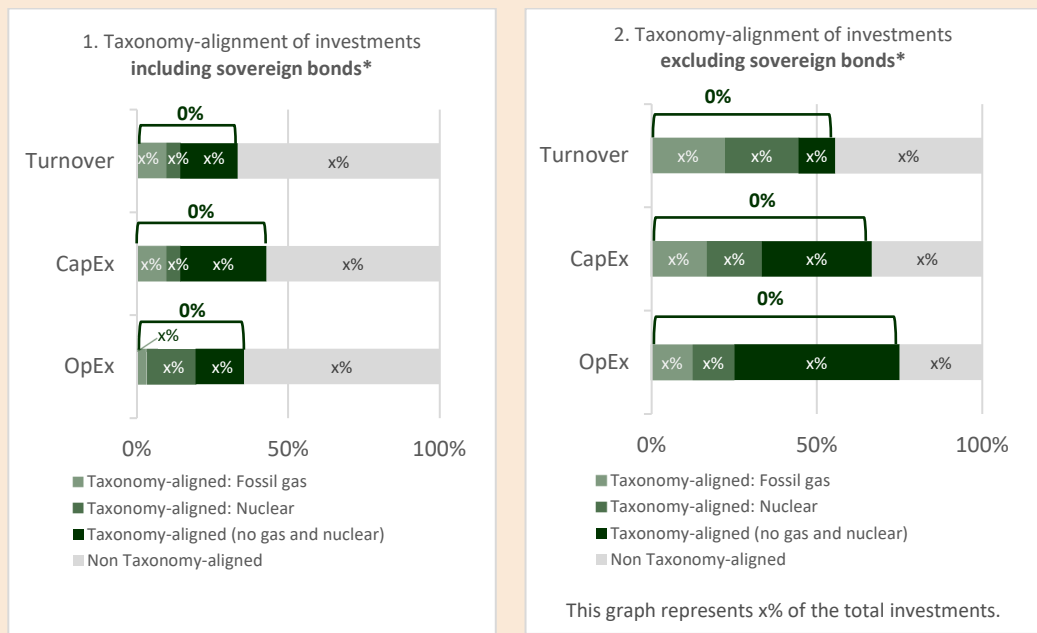 1. Taxonomy-alignment of investments
including sovereign bonds*
0%
Turnover
x% x% x% x%
0%
CapEx
x% x% x% x%
0%
x%
OpEx
x% x% x%
0% 50% 100%
Taxonomy-aligned: Fossil gas
Taxonomy-aligned: Nuclear
Taxonomy-aligned (no gas and nuclear)
Non Taxonomy-aligned
2. Taxonomy-alignment of investments
excluding sovereign bonds*
0%
Turnover
x% x% x% x%
0%
CapEx
x% x% x%
0%
OpEx
x% x% x% x%
0% 50% 100%
Taxonomy-aligned: Fossil gas
Taxonomy-aligned: Nuclear
Taxonomy-aligned (no gas and nuclear)
Non Taxonomy-aligned
This graph represents x% of the total investments.